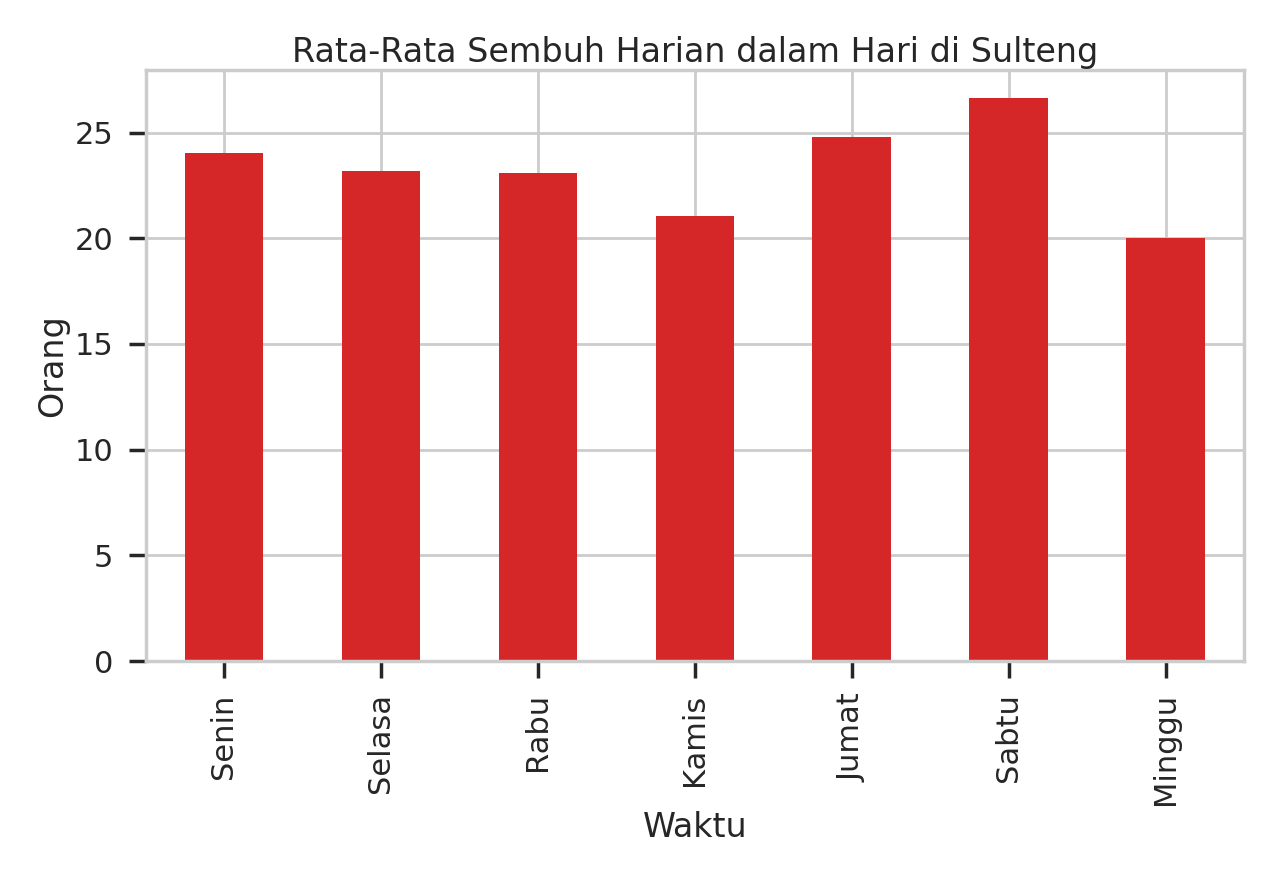 Rata-Rata Sembuh Harian dalam Hari di Sulteng
25
20
15
10
5
0
Orang
Senin
Selasa
Rabu
Kamis
Jumat
Sabtu
Minggu
Waktu